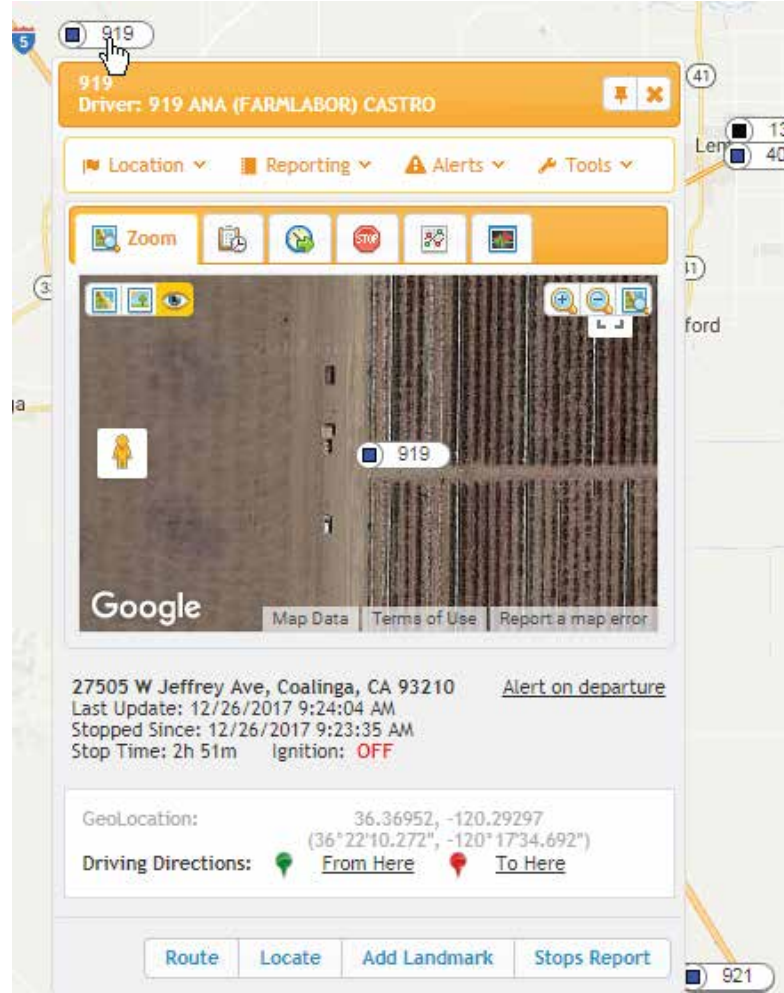 5
919
41
919
Driver: 919 ANA (FARMLABOR) CASTRO
13
40
Location Reporting Alerts Tools
Zoom STOP
ford
919
Google
Map Data Terms of Use Report a map error
27505 W Jeffrey Ave, Coalinga, CA 93210 Alert on departure
Last Update: 12/26/2017 9:24:04 AM
Stopped Since: 12/26/2017 9:23:35 AM
Stop Time: 2h 51m Ignition: OFF
GeoLocation: 36.36952, -120.29297
(36°22'10.272", -120°17'34.692")
Driving Directions: From Here To Here
Route Locate Add Landmark Stops Report
921